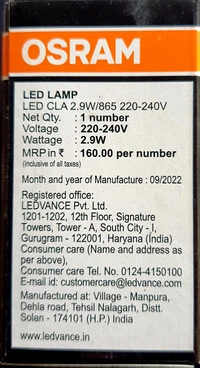 OSRAM
LED LAMP
LED CLA 2.9W/865 220-240V
Net Qty. : 1 number
Voltage : 220-240V
Wattage : 2.9W
MRP in ₹ : 160.00 per number
(Inclusive of all taxes)
Month and year of Manufacture : 09/2022
Registered office:
LEDVANCE Pvt. Ltd.
1201-1202, 12th Floor, Signature
Towers, Tower - A, South City - I,
Gurugram - 122001, Haryana (India)
Consumer care (Name and address as
per above),
Consumer care Tel. No. 0124-4150100
E-mail id: customercare@ledvance.com
Manufactured at: Village - Manpura,
Dehla road, Tehsil Nalagarh, Distt.
Solan - 174101 (H.P.) India
www.ledvance.in